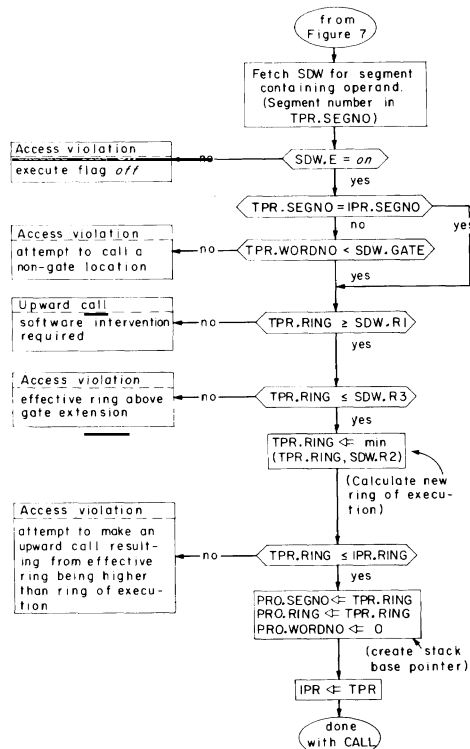 from
Figure 7
Fetch SDW for segment
containing operand.
(Segment number in
TPR.SEGNO)
Access violation
execute flag off
no
SDW.E = on
yes
TPR.SEGNO=IPR.SEGNO
no
yes
Access violation
attempt to call a
non-gate location
no
TPR.WORDNO < SDW.GATE
yes
Upward call
software intervention
required
no
TPR.RING ≥ SDW.R1
yes
Access violation
effective ring above
gate extension
no
TPR.RING ≤ SDW.R3
yes
TPR.RING ⇐ min
(TPR.RING, SDW.R2)
(Calculate new
ring of execu-
tion)
Access violation
attempt to make an
upward call result-
ing from effective
ring being higher
than ring of execu-
tion
no
TPR.RING ≤ IPR.RING
yes
PRO.SEGNO ⇐ TPR.RING
PRO.RING ⇐ TPR.RING
PRO.WORDNO ⇐ 0
(create stack
base pointer)
IPR ⇐ TPR
done
with CALL